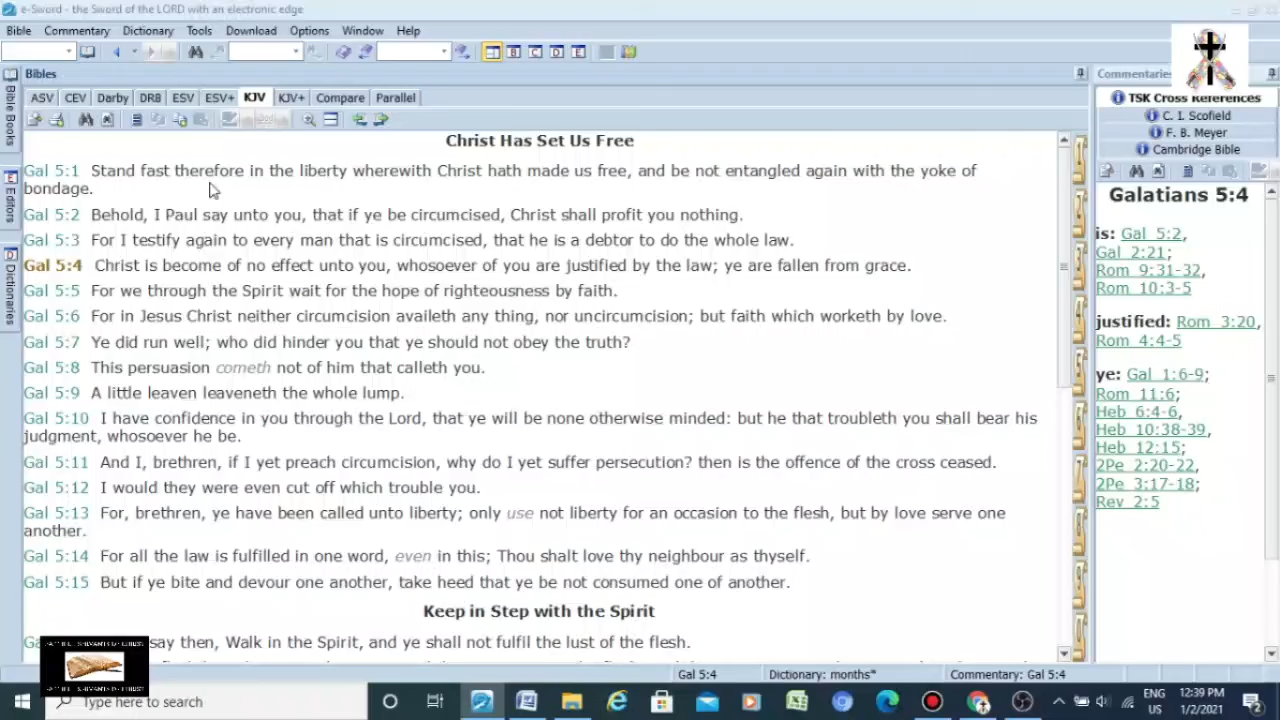 e-Sword - the Sword of the LORD with an electronic edge
Bible Commentary Dictionary Tools Download Options Window Help
B C D E
Bibles
Commentaries
ASV CEV Darby DRB ESV ESV+ KJV KJV+ Compare Parallel
TSK Cross References
C. I. Scofield
F. B. Meyer
Cambridge Bible
Bible Books
Editors
Dictionaries
Christ Has Set Us Free
Gal 5:1 Stand fast therefore in the liberty wherewith Christ hath made us free, and be not entangled again with the yoke of
bondage.
Gal 5:2 Behold, I Paul say unto you, that if ye be circumcised, Christ shall profit you nothing.
Gal 5:3 For I testify again to every man that is circumcised, that he is a debtor to do the whole law.
Gal 5:4 Christ is become of no effect unto you, whosoever of you are justified by the law; ye are fallen from grace.
Gal 5:5 For we through the Spirit wait for the hope of righteousness by faith.
Gal 5:6 For in Jesus Christ neither circumcision availeth any thing, nor uncircumcision; but faith which worketh by love.
Gal 5:7 Ye did run well; who did hinder you that ye should not obey the truth?
Gal 5:8 This persuasion cometh not of him that calleth you.
Gal 5:9 A little leaven leaveneth the whole lump.
Gal 5:10 I have confidence in you through the Lord, that ye will be none otherwise minded: but he that troubleth you shall bear his
judgment, whosoever he be.
Gal 5:11 And I, brethren, if I yet preach circumcision, why do I yet suffer persecution? then is the offence of the cross ceased.
Gal 5:12 I would they were even cut off which trouble you.
Gal 5:13 For, brethren, ye have been called unto liberty; only use not liberty for an occasion to the flesh, but by love serve one
another.
Gal 5:14 For all the law is fulfilled in one word, even in this; Thou shalt love thy neighbour as thyself.
Gal 5:15 But if ye bite and devour one another, take heed that ye be not consumed one of another.
Keep in Step with the Spirit
say then, Walk in the Spirit, and ye shall not fulfil the lust of the flesh.
Galatians 5:4
is: Gal 5:2,
Gal 2:21;
Rom 9:31-32,
Rom 10:3-5
justified: Rom 3:20,
Rom 4:4-5
ye: Gal 1:6-9;
Rom 11:6;
Heb 6:4-6,
Heb 10:38-39,
Heb 12:15;
2Pe 2:20-22,
2Pe 3:17-18;
Rev 2:5
Gal 5:4 Dictionary: months* Commentary: Gal 5:4
Type here to search
ENG
US
12:39 PM
1/2/2021
2